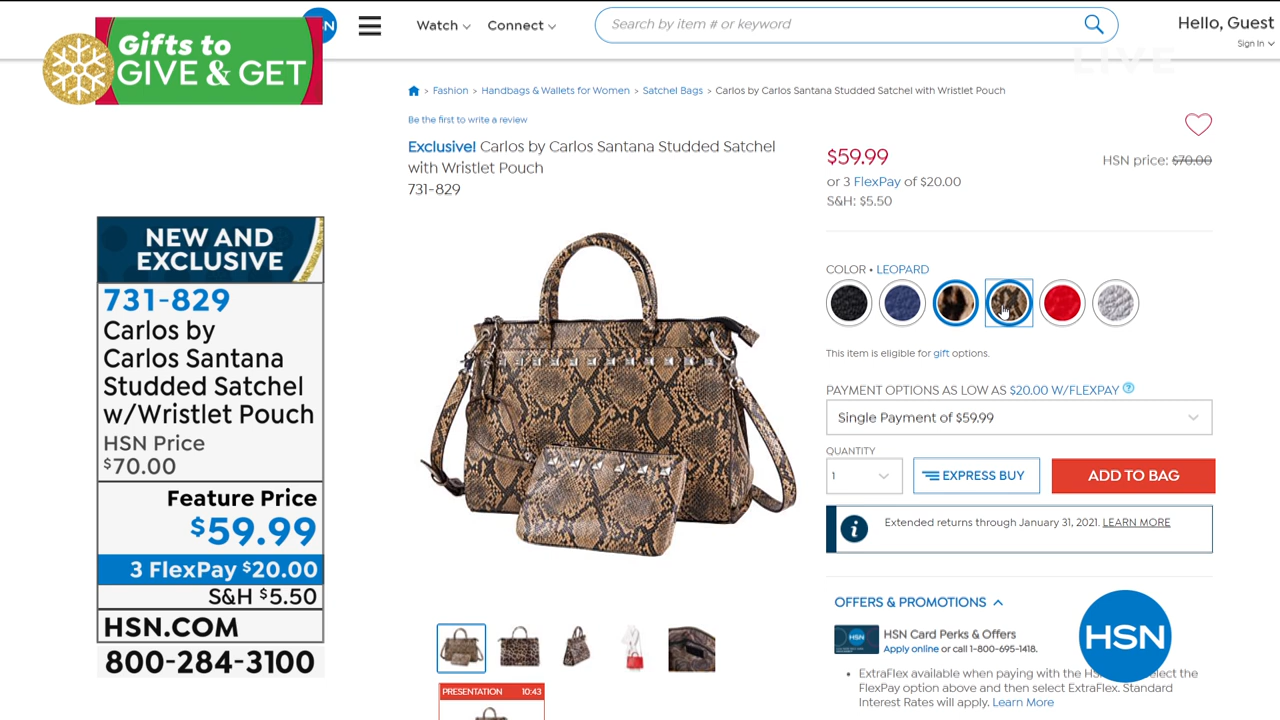 Gifts to
GIVE & GET
Watch
Connect
Search by item # or keyword
Hello, Guest
Sign In
LIVE
> Fashion > Handbags & Wallets for Women > Satchel Bags > Carlos by Carlos Santana Studded Satchel with Wristlet Pouch
Be the first to write a review
Exclusive! Carlos by Carlos Santana Studded Satchel
with Wristlet Pouch
731-829
$59.99
HSN price: $70.00
or 3 FlexPay of $20.00
S&H: $5.50
COLOR • LEOPARD
This item is eligible for gift options.
PAYMENT OPTIONS AS LOW AS $20.00 W/FLEXPAY ?
Single Payment of $59.99
QUANTITY
1
EXPRESS BUY
ADD TO BAG
i
Extended returns through January 31, 2021. LEARN MORE
OFFERS & PROMOTIONS
HSN
HSN Card Perks & Offers
Apply online or call 1-800-695-1418.
• ExtraFlex available when paying with the
FlexPay option above and then select ExtraFlex. Standard
Interest Rates will apply. Learn More
HSN
PRESENTATION 10:43
NEW AND
EXCLUSIVE
731-829
Carlos by
Carlos Santana
Studded Satchel
w/Wristlet Pouch
HSN Price
$70.00
Feature Price
$59.99
3 FlexPay $20.00
S&H $5.50
HSN.COM
800-284-3100